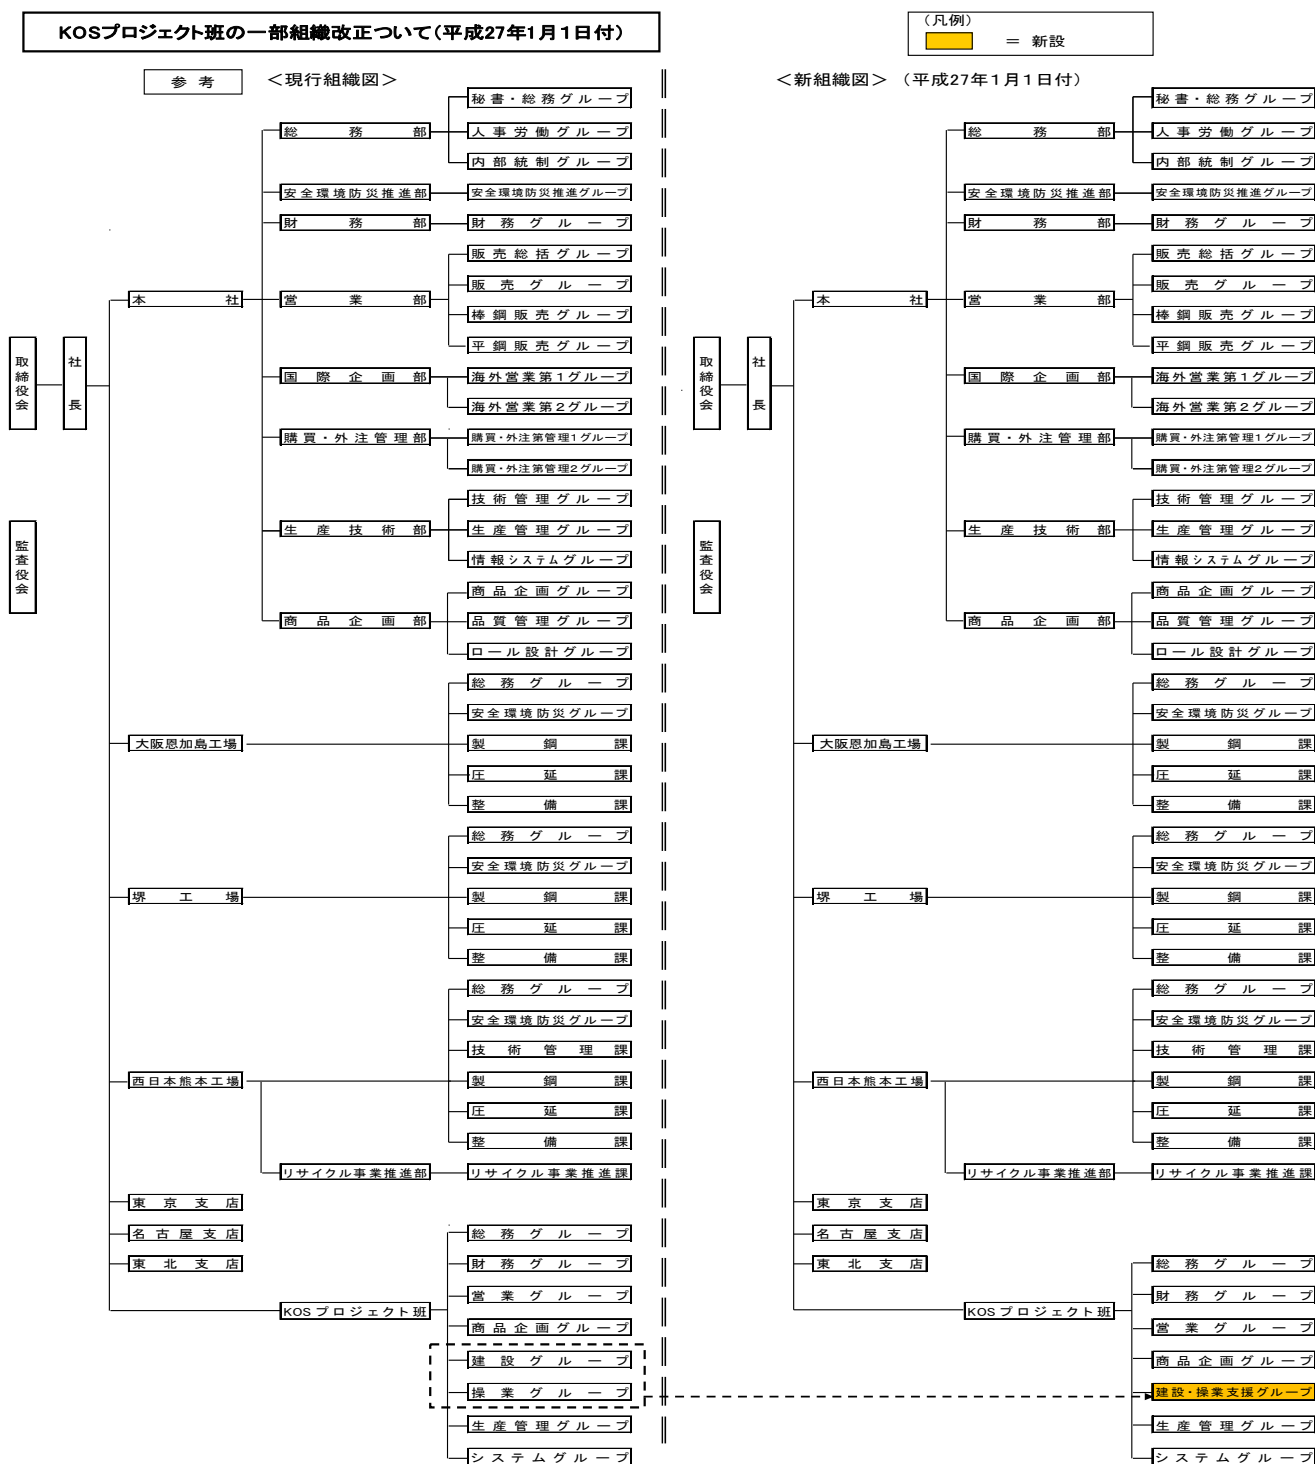 KOSプロジェクト班の一部組織改正ついて(平成27年1月1日付)
(凡例)
= 新設
参考
<現行組織図>
取締役会
社長
監査役会
本社
総務部
秘書・総務グループ
人事労働グループ
内部統制グループ
安全環境防災推進部
安全環境防災推進グループ
財務部
財務グループ
営業部
販売総括グループ
販売グループ
棒鋼販売グループ
平鋼販売グループ
国際企画部
海外営業第1グループ
海外営業第2グループ
購買・外注管理部
購買・外注第管理1グループ
購買・外注第管理2グループ
生産技術部
技術管理グループ
生産管理グループ
情報システムグループ
商品企画部
商品企画グループ
品質管理グループ
ロール設計グループ
大阪恩加島工場
総務グループ
安全環境防災グループ
製鋼課
圧延課
整備課
堺工場
総務グループ
安全環境防災グループ
製鋼課
圧延課
整備課
西日本熊本工場
総務グループ
安全環境防災グループ
技術管理課
製鋼課
圧延課
整備課
リサイクル事業推進部
リサイクル事業推進課
東京支店
名古屋支店
東北支店
KOSプロジェクト班
総務グループ
財務グループ
営業グループ
商品企画グループ
建設グループ
操業グループ
生産管理グループ
システムグループ
<新組織図> (平成27年1月1日付)
取締役会
社長
監査役会
本社
総務部
秘書・総務グループ
人事労働グループ
内部統制グループ
安全環境防災推進部
安全環境防災推進グループ
財務部
財務グループ
営業部
販売総括グループ
販売グループ
棒鋼販売グループ
平鋼販売グループ
国際企画部
海外営業第1グループ
海外営業第2グループ
購買・外注管理部
購買・外注第管理1グループ
購買・外注第管理2グループ
生産技術部
技術管理グループ
生産管理グループ
情報システムグループ
商品企画部
商品企画グループ
品質管理グループ
ロール設計グループ
大阪恩加島工場
総務グループ
安全環境防災グループ
製鋼課
圧延課
整備課
堺工場
総務グループ
安全環境防災グループ
製鋼課
圧延課
整備課
西日本熊本工場
総務グループ
安全環境防災グループ
技術管理課
製鋼課
圧延課
整備課
リサイクル事業推進部
リサイクル事業推進課
東京支店
名古屋支店
東北支店
KOSプロジェクト班
総務グループ
財務グループ
営業グループ
商品企画グループ
建設・操業支援グループ
生産管理グループ
システムグループ